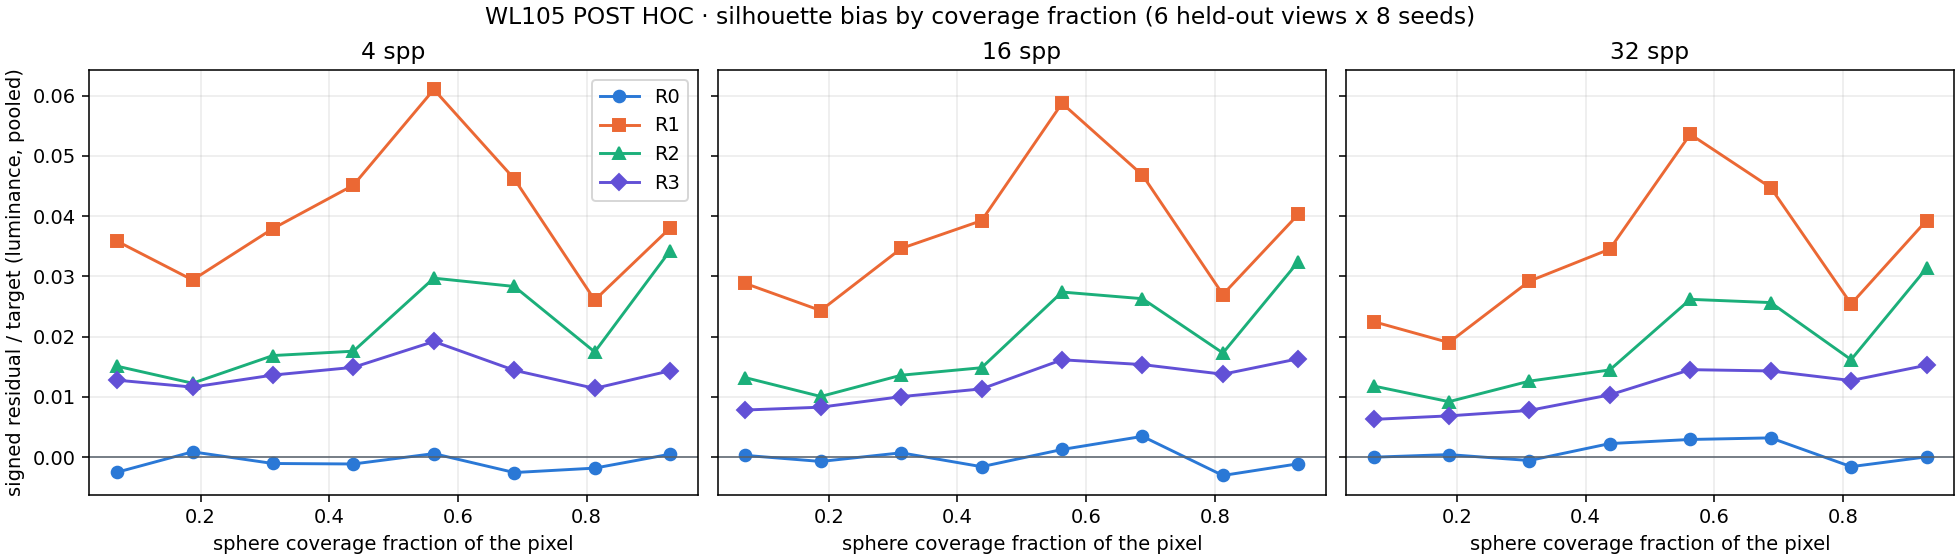 WL105 POST HOC · silhouette bias by coverage fraction (6 held-out views x 8 seeds)
4 spp
16 spp
32 spp
signed residual / target (luminance, pooled)
0.06
0.05
0.04
0.03
0.02
0.01
0.00
R0
R1
R2
R3
0.2 0.4 0.6 0.8
0.2 0.4 0.6 0.8
0.2 0.4 0.6 0.8
sphere coverage fraction of the pixel
sphere coverage fraction of the pixel
sphere coverage fraction of the pixel